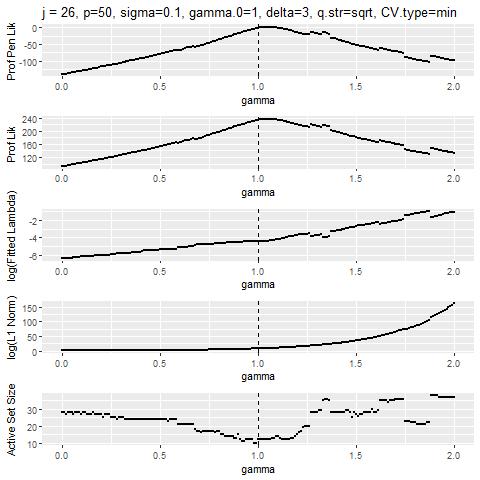 j = 26, p=50, sigma=0.1, gamma.0=1, delta=3, q.str=sqrt, CV.type=min
Prof Pen Lik
0
-50
-100
0.0 0.5 1.0 1.5 2.0
gamma
Prof Lik
240
200
160
120
0.0 0.5 1.0 1.5 2.0
gamma
log(Fitted Lambda)
-2
-4
-6
0.0 0.5 1.0 1.5 2.0
gamma
log(L1 Norm)
150
100
50
0
0.0 0.5 1.0 1.5 2.0
gamma
Active Set Size
30
20
10
0.0 0.5 1.0 1.5 2.0
gamma